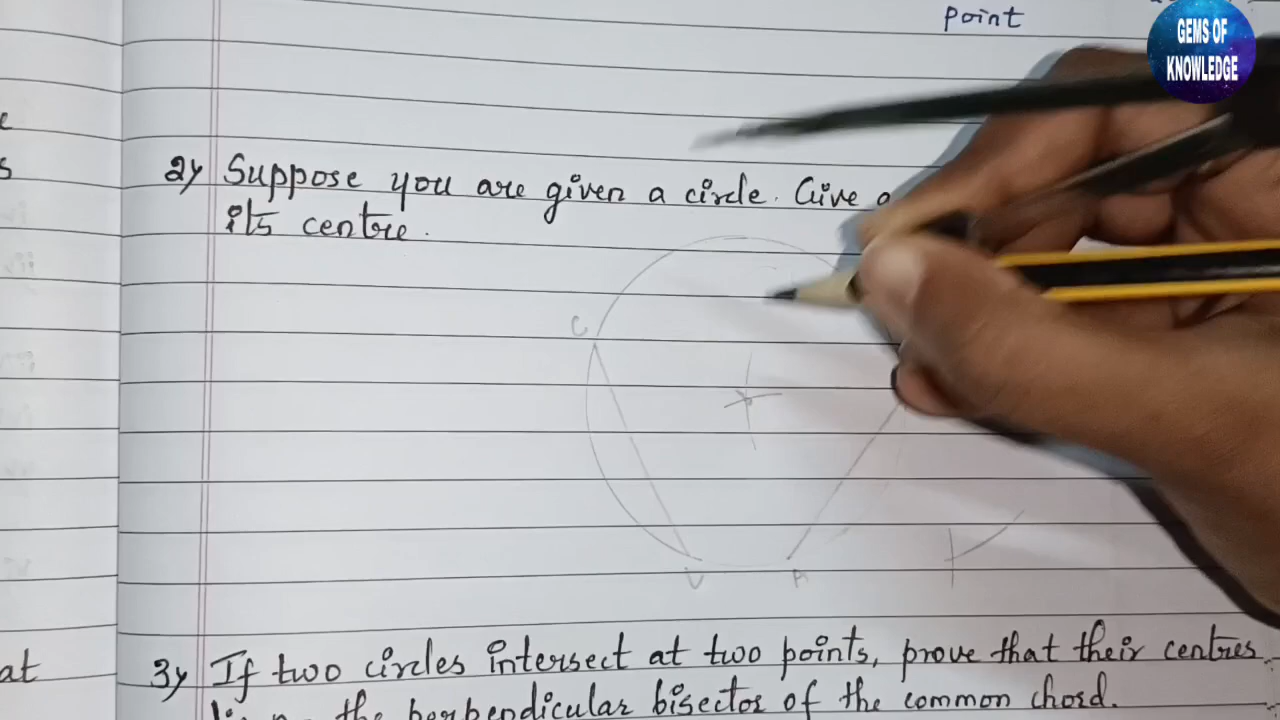 point
GEMS OF
KNOWLEDGE
e
s
2) Suppose you are given a circle. Give
its centre.
C
D
A
3) If two circles intersect at two points, prove that their centres
the perpendicular bisector of the common chord.
at